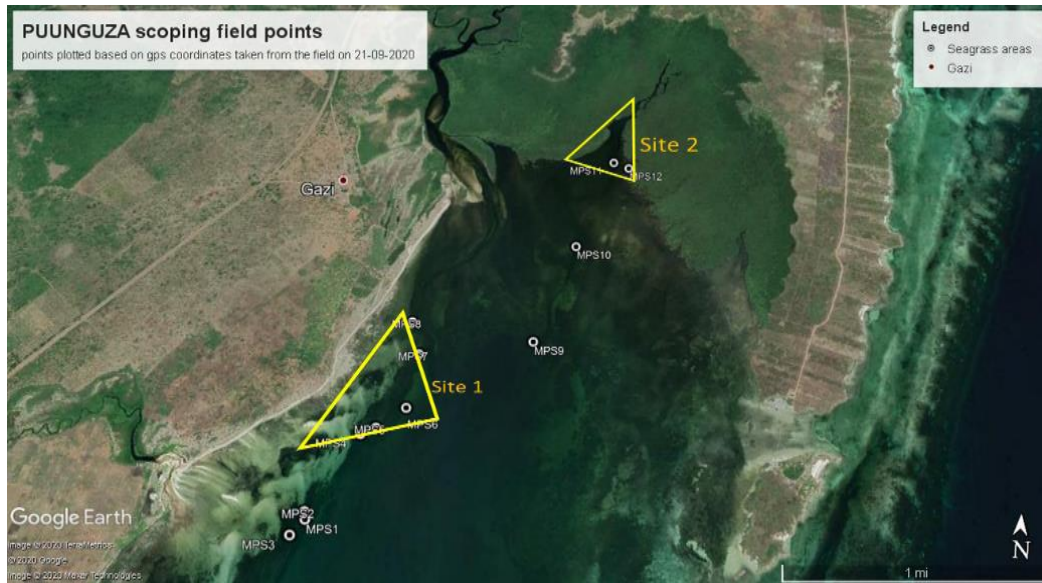 PUUNGUZA scoping field points
points plotted based on gps coordinates taken from the field on 21-09-2020
Legend
Seagrass areas
Gazi
Site 2
MPS11
MPS12
Gazi
MPS10
MPS8
MPS9
MPS7
Site 1
MPS6
MPS5
MPS4
MPS2
MPS1
MPS3
Google Earth
Image © 2020 TerraMetrics
© 2020 Google
Image © 2020 Maxar Technologies
N
1 mi